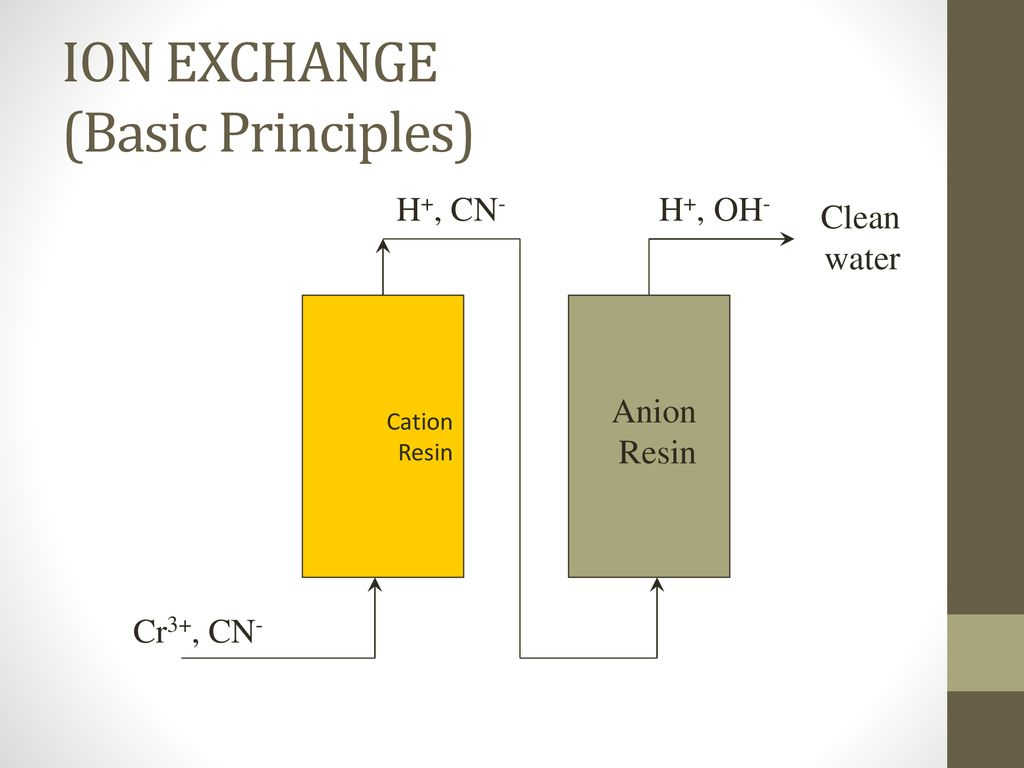 ION EXCHANGE
(Basic Principles)
H⁺, CN⁻
H⁺, OH⁻
Clean
water
Cation
Resin
Anion
Resin
Cr³⁺, CN⁻